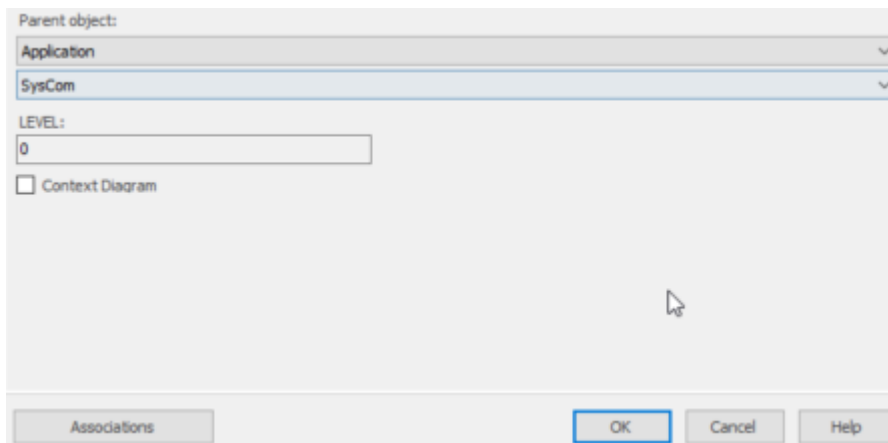 Parent object:
Application
SysCom
LEVEL:
0
Context Diagram
Associations OK Cancel Help